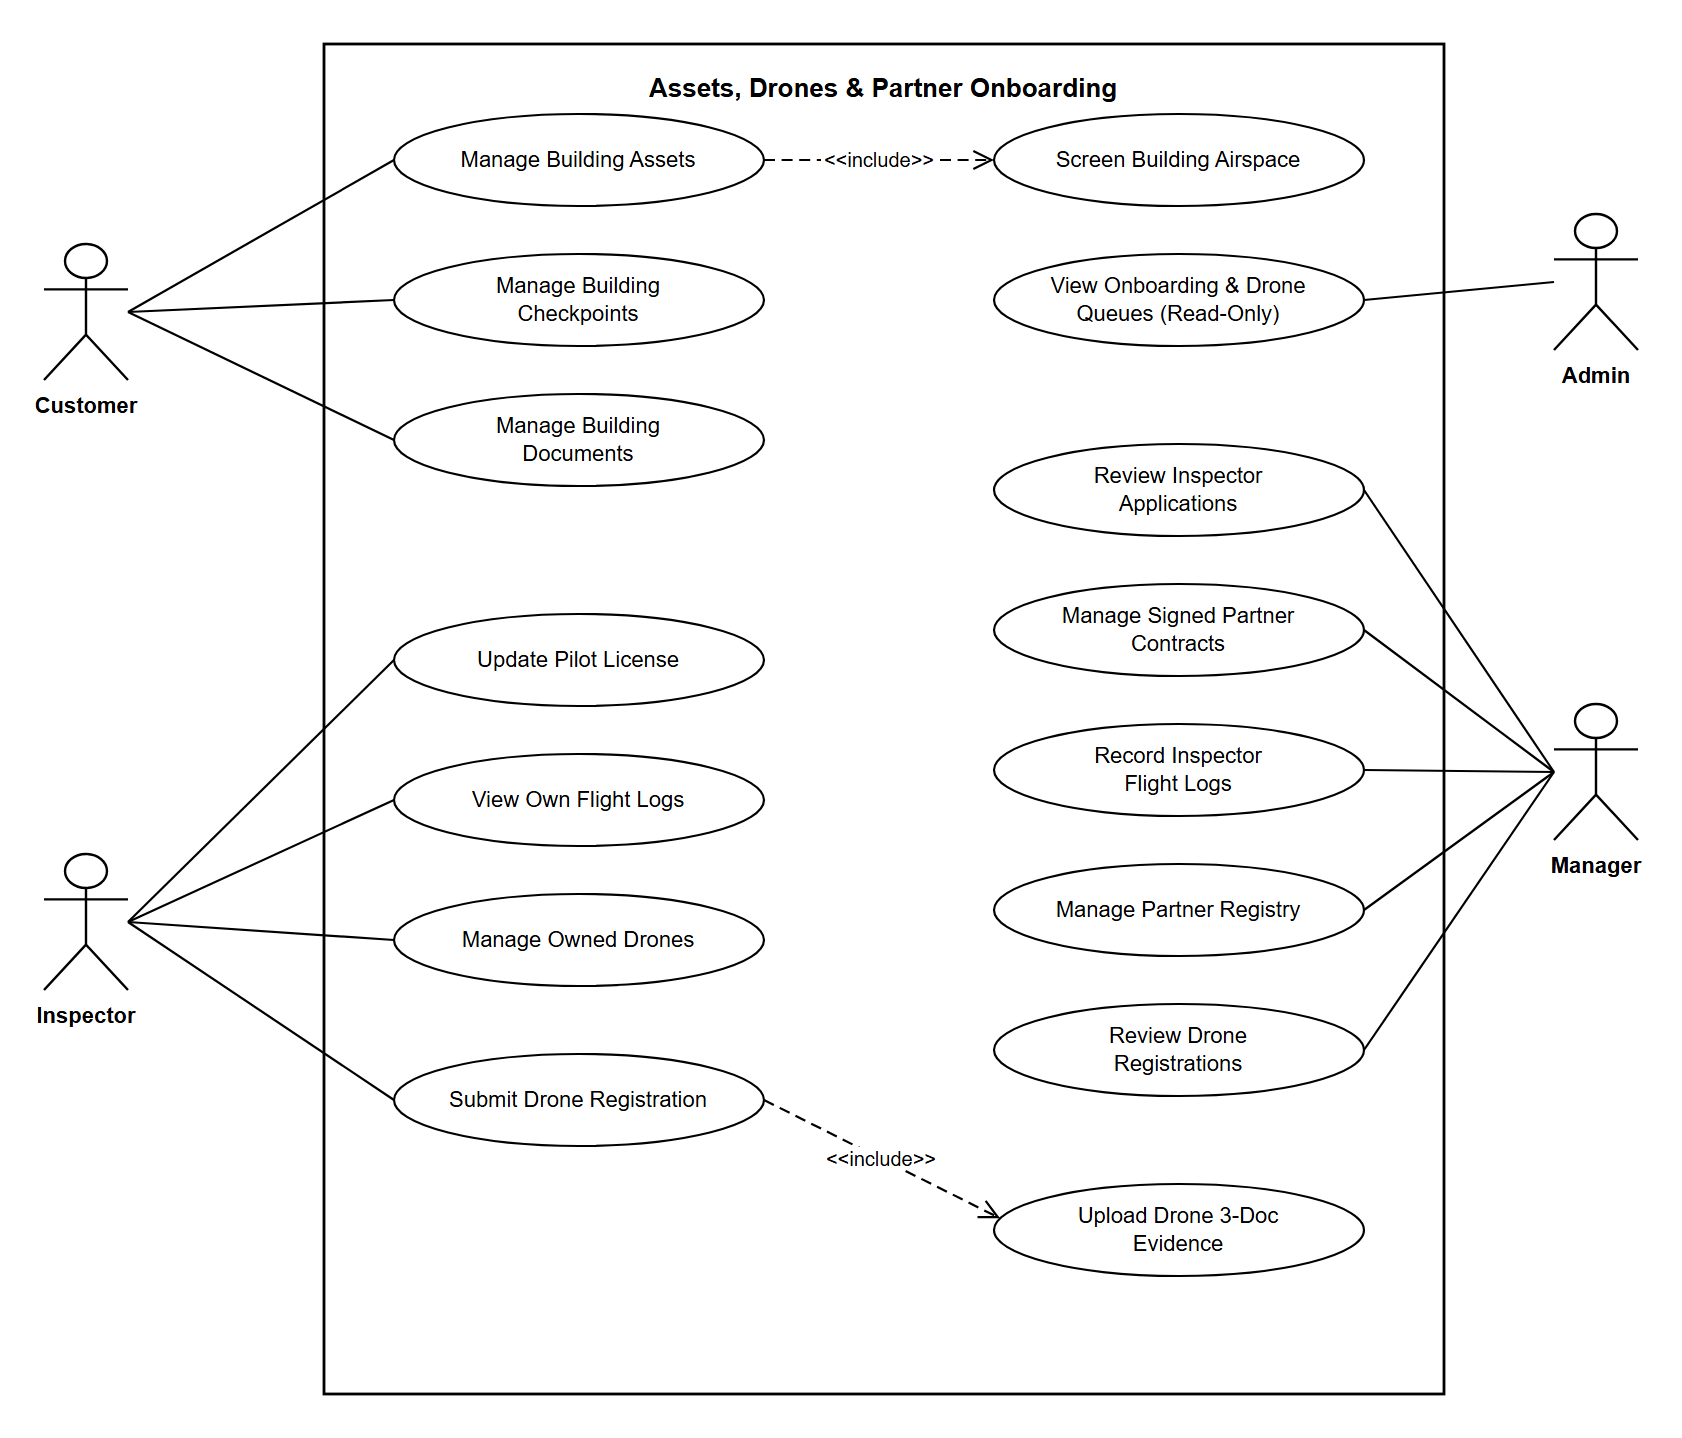 Assets, Drones & Partner Onboarding
Manage Building Assets
<<include>>
Screen Building Airspace
Manage Building
Checkpoints
View Onboarding & Drone
Queues (Read-Only)
Customer
Admin
Manage Building
Documents
Review Inspector
Applications
Manage Signed Partner
Contracts
Update Pilot License
Record Inspector
Flight Logs
View Own Flight Logs
Manager
Manage Partner Registry
Manage Owned Drones
Inspector
Review Drone
Registrations
Submit Drone Registration
<<include>>
Upload Drone 3-Doc
Evidence